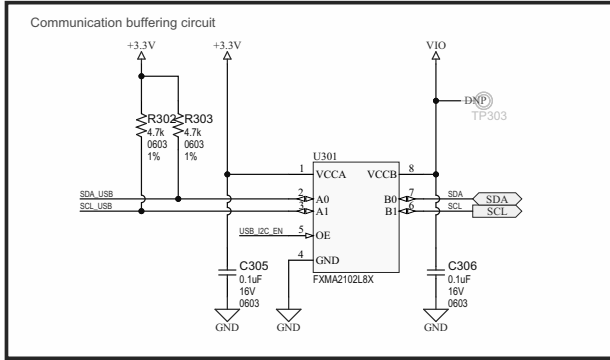 Communication buffering circuit
+3.3V
+3.3V
VIO
DNP
TP303
R302
4.7k
0603
1%
R303
4.7k
0603
1%
U301
1
VCCA
VCCB
8
SDA_USB
2
A0
B0
7
SDA
SDA
SCL_USB
3
A1
B1
6
SCL
SCL
USB_I2C_EN
5
OE
4
GND
FXMA2102L8X
C305
0.1uF
16V
0603
C306
0.1uF
16V
0603
GND
GND
GND